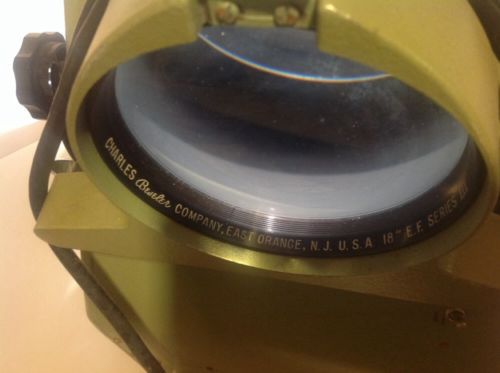 CHARLES Beseler COMPANY, EAST ORANGE, N.J. U.S.A. 18" E.F. SERIES III